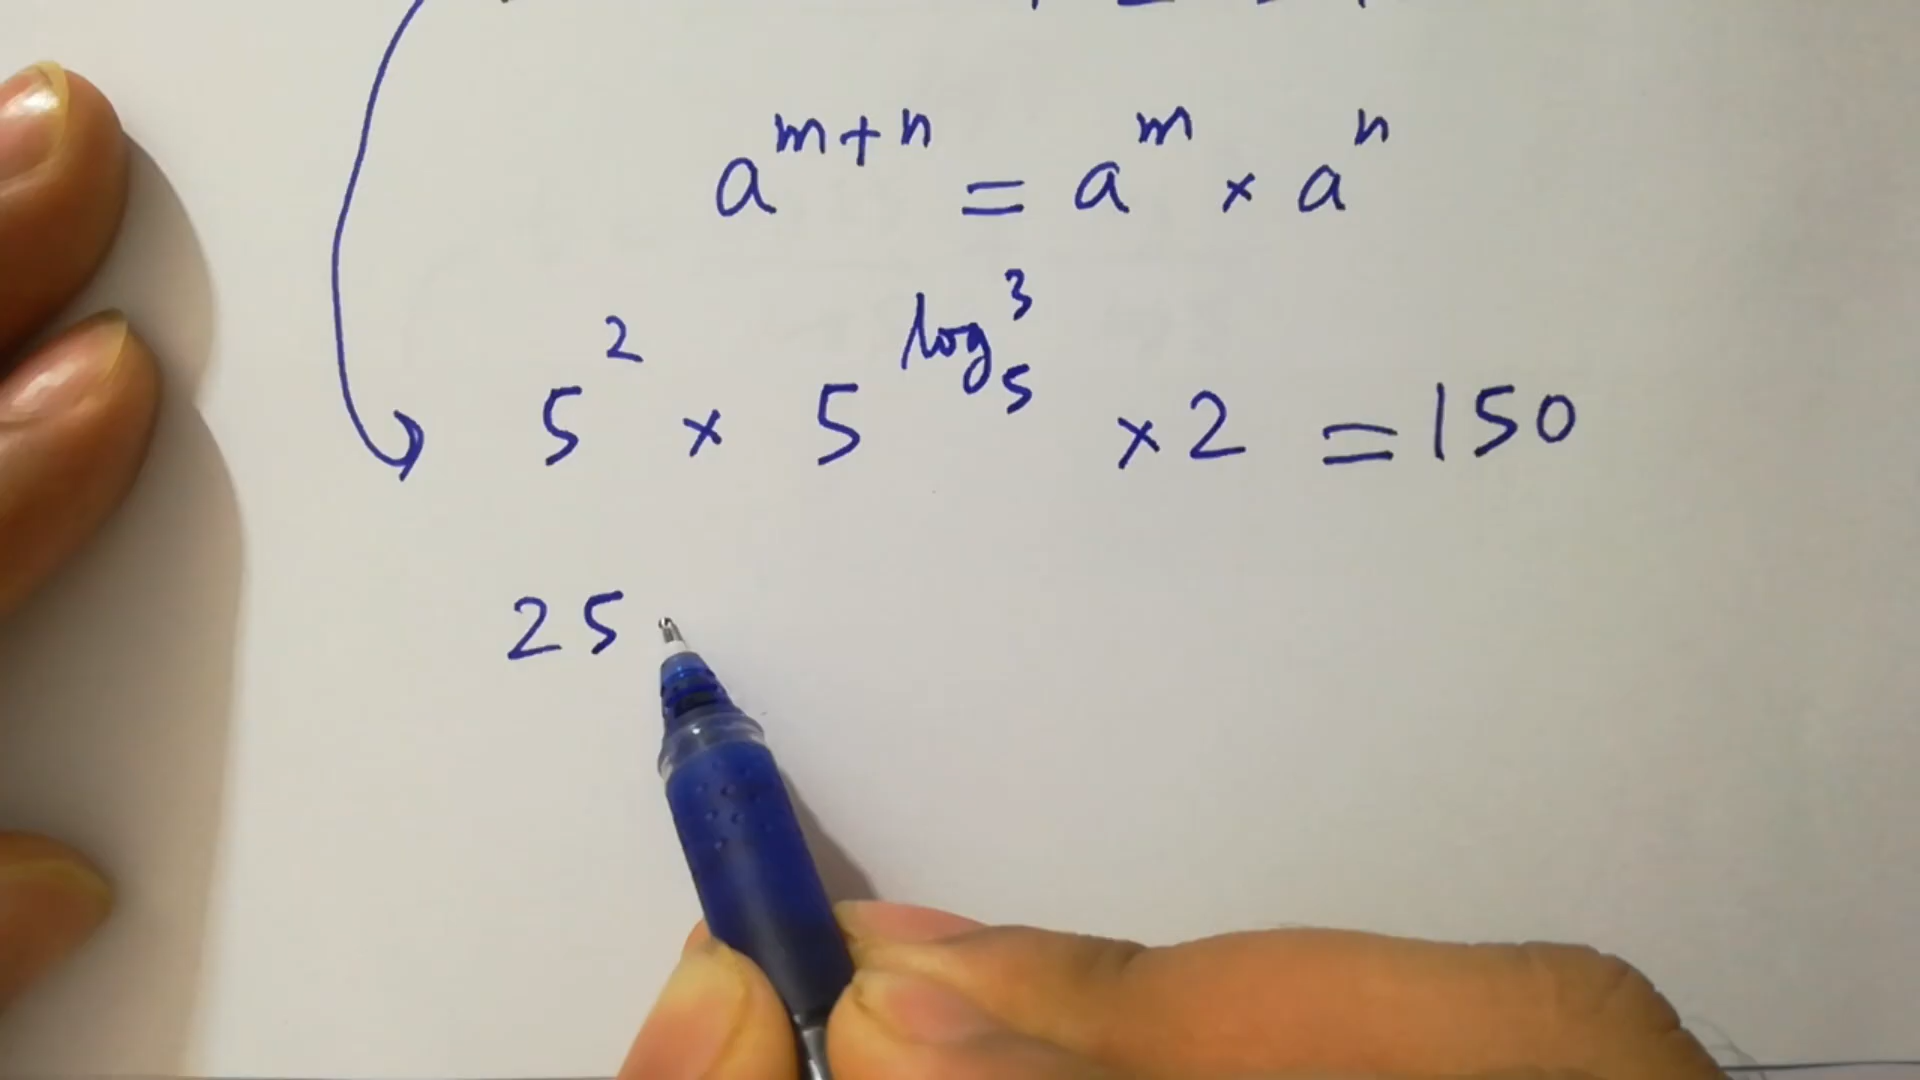 a^{m+n} = a^m × a^n
5^2 × 5^{log_5^3} × 2 = 150
25